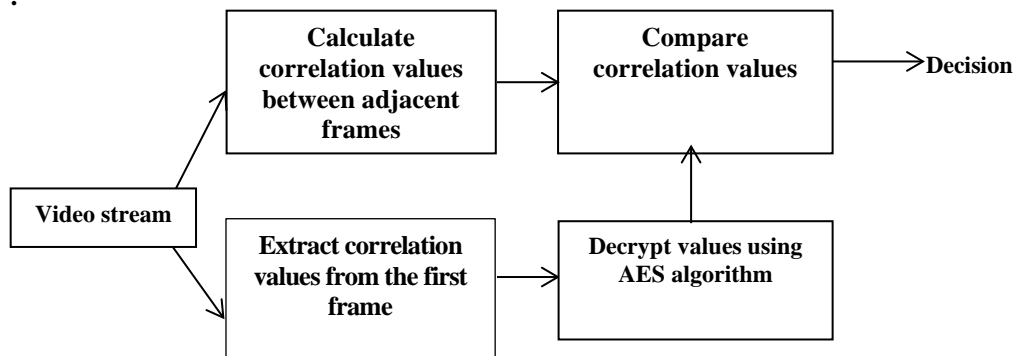 .
Calculate
correlation values
between adjacent
frames
Compare
correlation values
Decision
Video stream
Extract correlation
values from the first
frame
Decrypt values using
AES algorithm